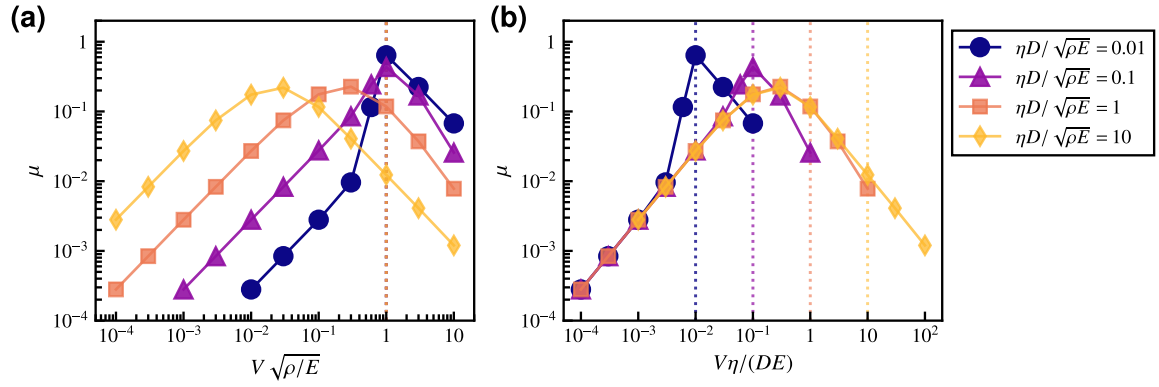 (a)
1
10⁻¹
10⁻²
10⁻³
10⁻⁴
μ
10⁻⁴ 10⁻³ 10⁻² 10⁻¹ 1 10
V √ρ/E
(b)
1
10⁻¹
10⁻²
10⁻³
10⁻⁴
μ
10⁻⁴ 10⁻³ 10⁻² 10⁻¹ 1 10 10²
Vη/(DE)
ηD/√ρE = 0.01
ηD/√ρE = 0.1
ηD/√ρE = 1
ηD/√ρE = 10